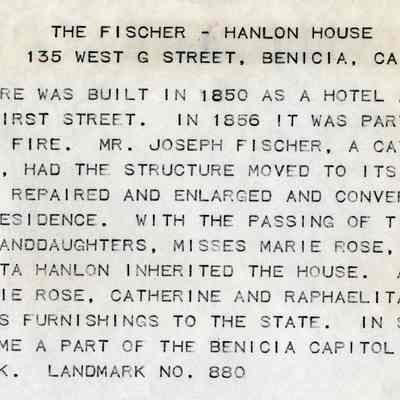 THE FISCHER - HANLON HOUSE
135 WEST G STREET, BENICIA, CA
RE WAS BUILT IN 1850 AS A HOTEL
IRST STREET. IN 1856 IT WAS PAR
FIRE. MR. JOSEPH FISCHER, A CA
, HAD THE STRUCTURE MOVED TO ITS
REPAIRED AND ENLARGED AND CONVE
ESIDENCE. WITH THE PASSING OF T
ANDDAUGHTERS, MISSES MARIE ROSE,
TA HANLON INHERITED THE HOUSE. A
IE ROSE, CATHERINE AND RAPHAELITA
S FURNISHINGS TO THE STATE. IN S
ME A PART OF THE BENICIA CAPITOL
K. LANDMARK NO. 880